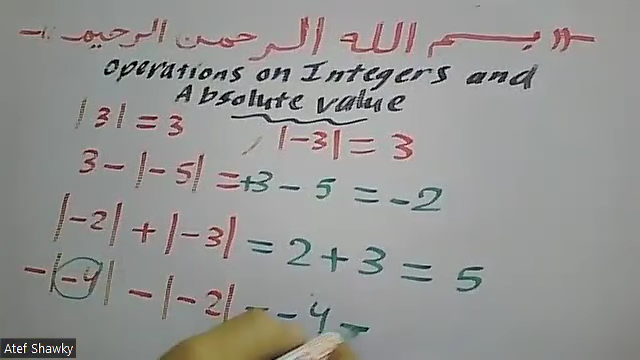 بسم الله الرحمن الرحيم
Operations on Integers and
Absolute value
|3| = 3
, |-3| = 3
3 - |-5| = +3 - 5 = -2
|-2| + |-3| = 2 + 3 = 5
-|-4| - |-2| = -4 -
Atef Shawky